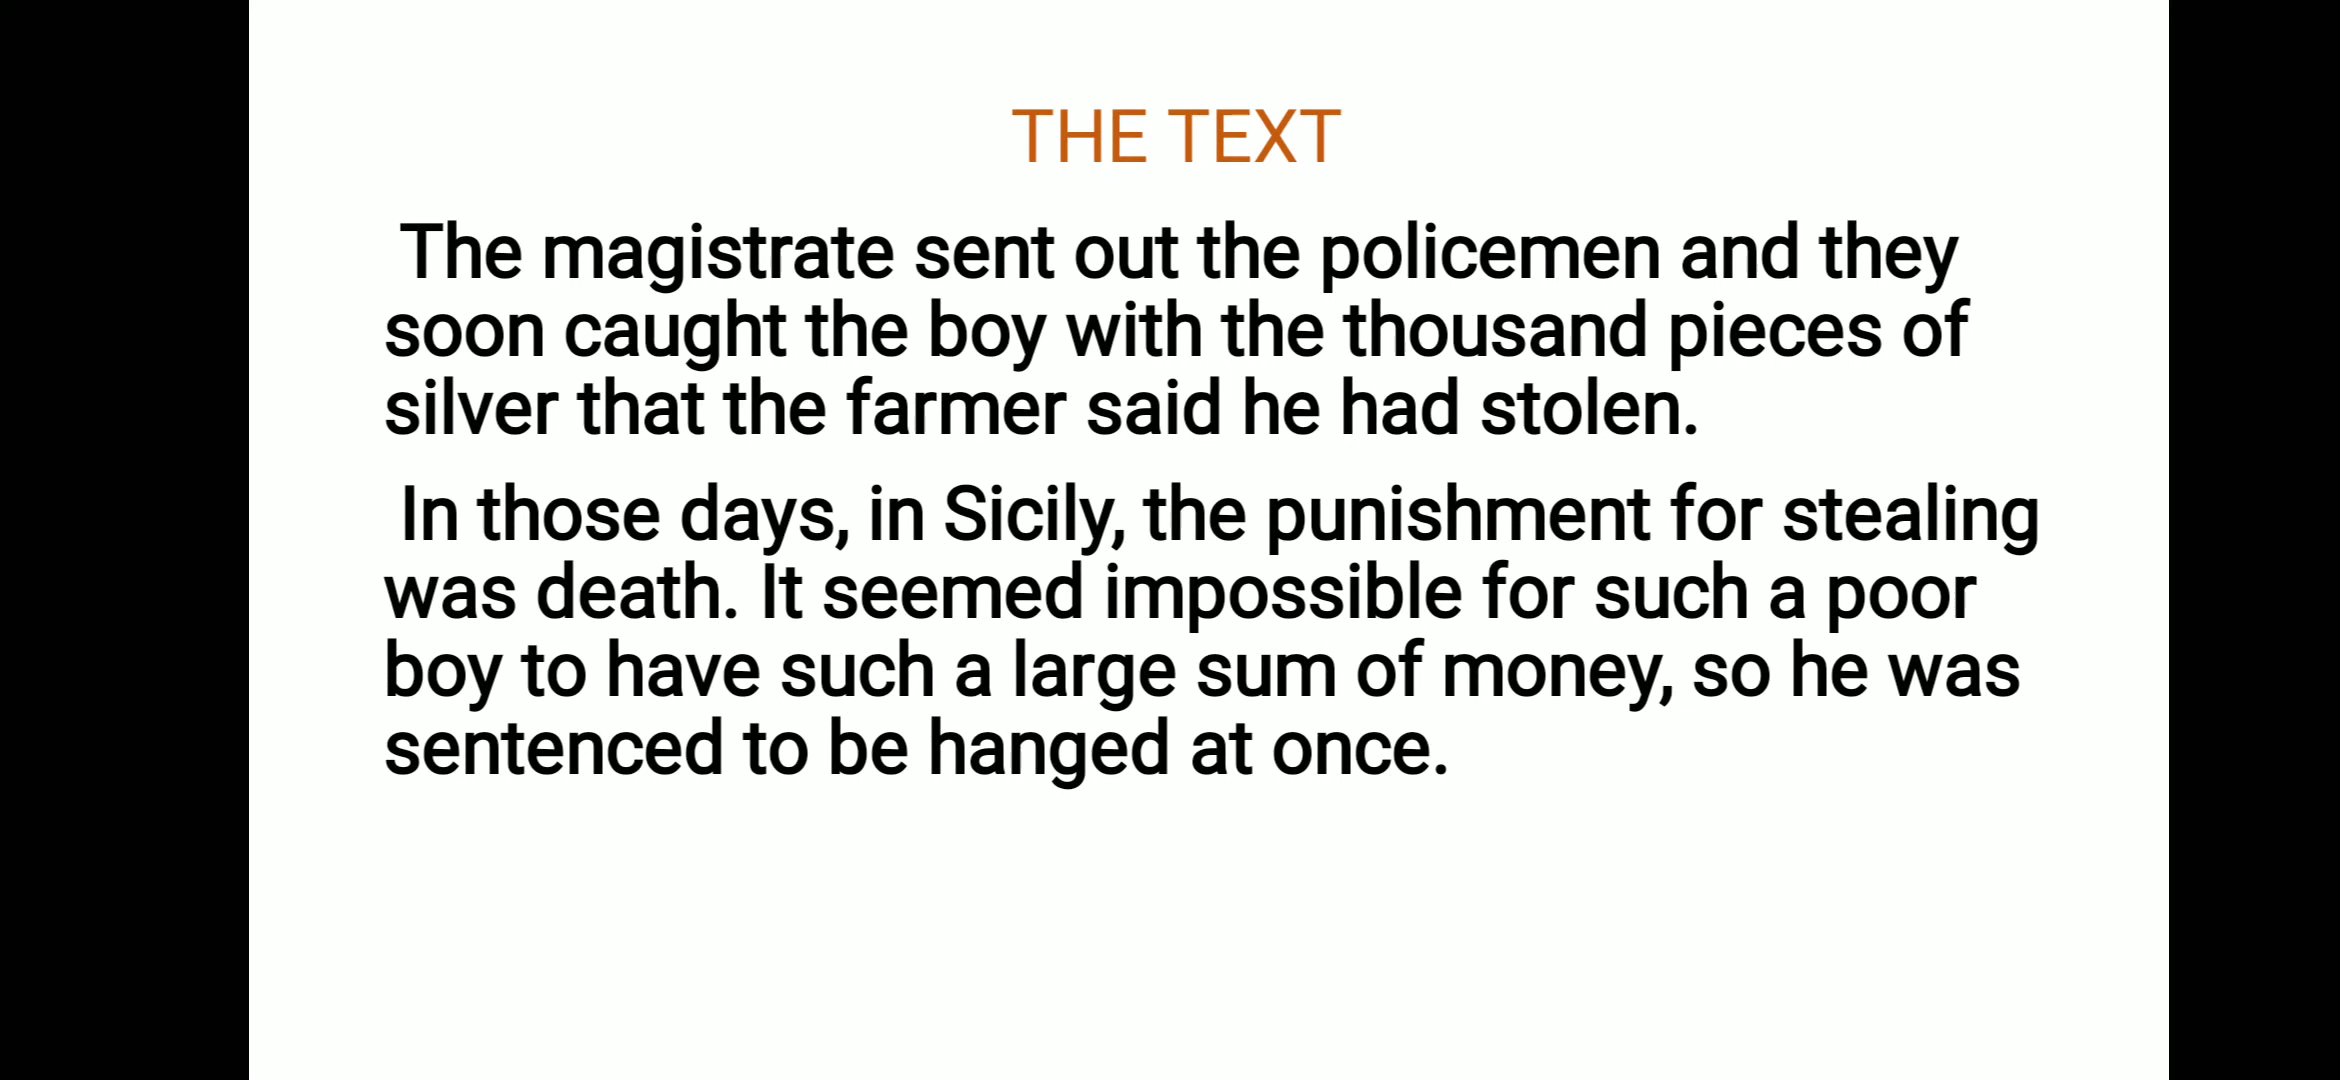 THE TEXT
The magistrate sent out the policemen and they
soon caught the boy with the thousand pieces of
silver that the farmer said he had stolen.
In those days, in Sicily, the punishment for stealing
was death. It seemed impossible for such a poor
boy to have such a large sum of money, so he was
sentenced to be hanged at once.